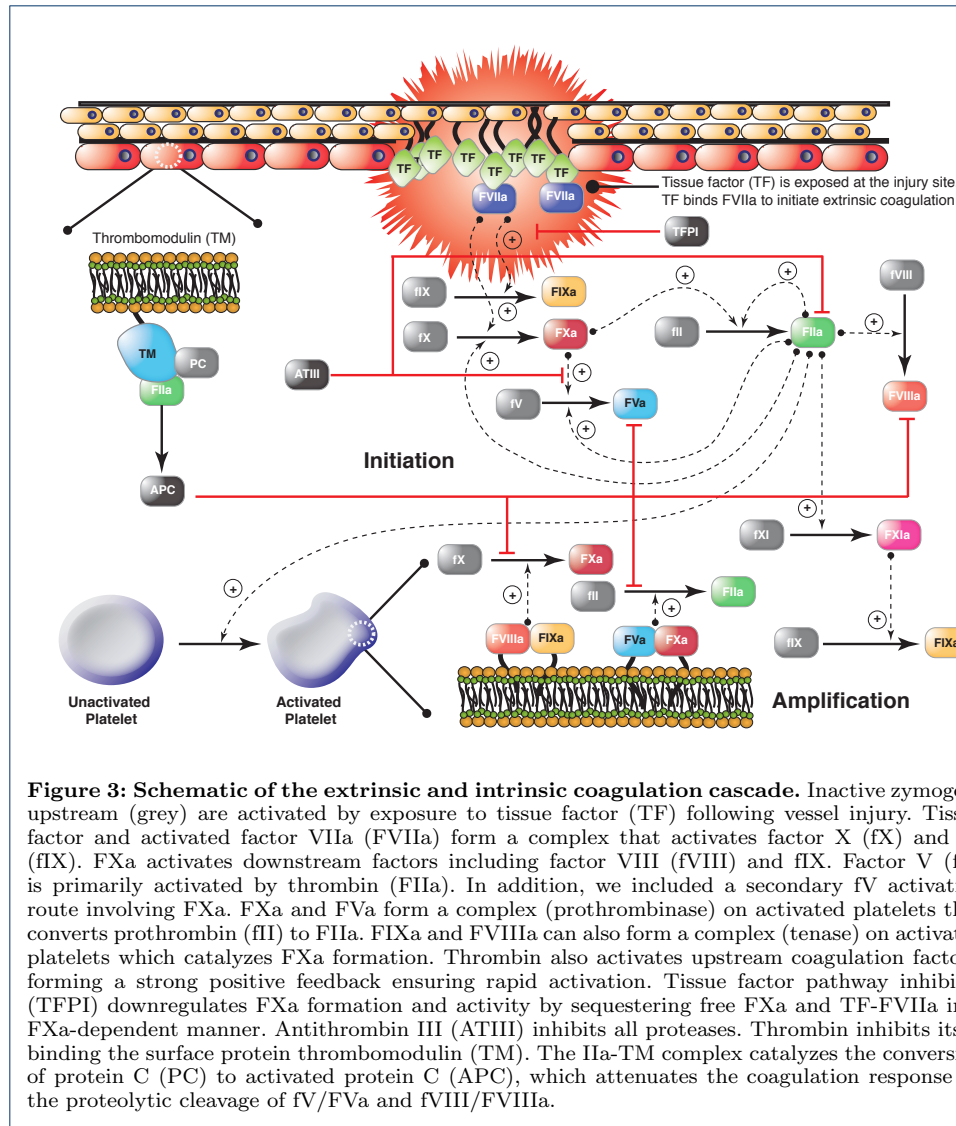 TF TF TF TF TF TF TF
FVIIa FVIIa
Tissue factor (TF) is exposed at the injury site
TF binds FVIIa to initiate extrinsic coagulation
TFPI
+
Thrombomodulin (TM)
fIX + FIXa
fX + FXa
+ +
fII FIIa
fVIII
+
TM
PC
FIIa
ATIII
+
fV FVa
+
FVIIIa
Initiation
APC
+
fXI FXIa
fX FXa
fII FIIa
+ + + +
FVIIIa FIXa
FVa FXa
fIX FIXa
Unactivated
Platelet
Activated
Platelet
Amplification
Figure 3: Schematic of the extrinsic and intrinsic coagulation cascade. Inactive zymoge
upstream (grey) are activated by exposure to tissue factor (TF) following vessel injury. Tiss
factor and activated factor VIIa (FVIIa) form a complex that activates factor X (fX) and
(fIX). FXa activates downstream factors including factor VIII (fVIII) and fIX. Factor V (f
is primarily activated by thrombin (FIIa). In addition, we included a secondary fV activati
route involving FXa. FXa and FVa form a complex (prothrombinase) on activated platelets th
converts prothrombin (fII) to FIIa. FIXa and FVIIIa can also form a complex (tenase) on activat
platelets which catalyzes FXa formation. Thrombin also activates upstream coagulation facto
forming a strong positive feedback ensuring rapid activation. Tissue factor pathway inhibi
(TFPI) downregulates FXa formation and activity by sequestering free FXa and TF-FVIIa in
FXa-dependent manner. Antithrombin III (ATIII) inhibits all proteases. Thrombin inhibits its
binding the surface protein thrombomodulin (TM). The IIa-TM complex catalyzes the conversi
of protein C (PC) to activated protein C (APC), which attenuates the coagulation response
the proteolytic cleavage of fV/FVa and fVIII/FVIIIa.